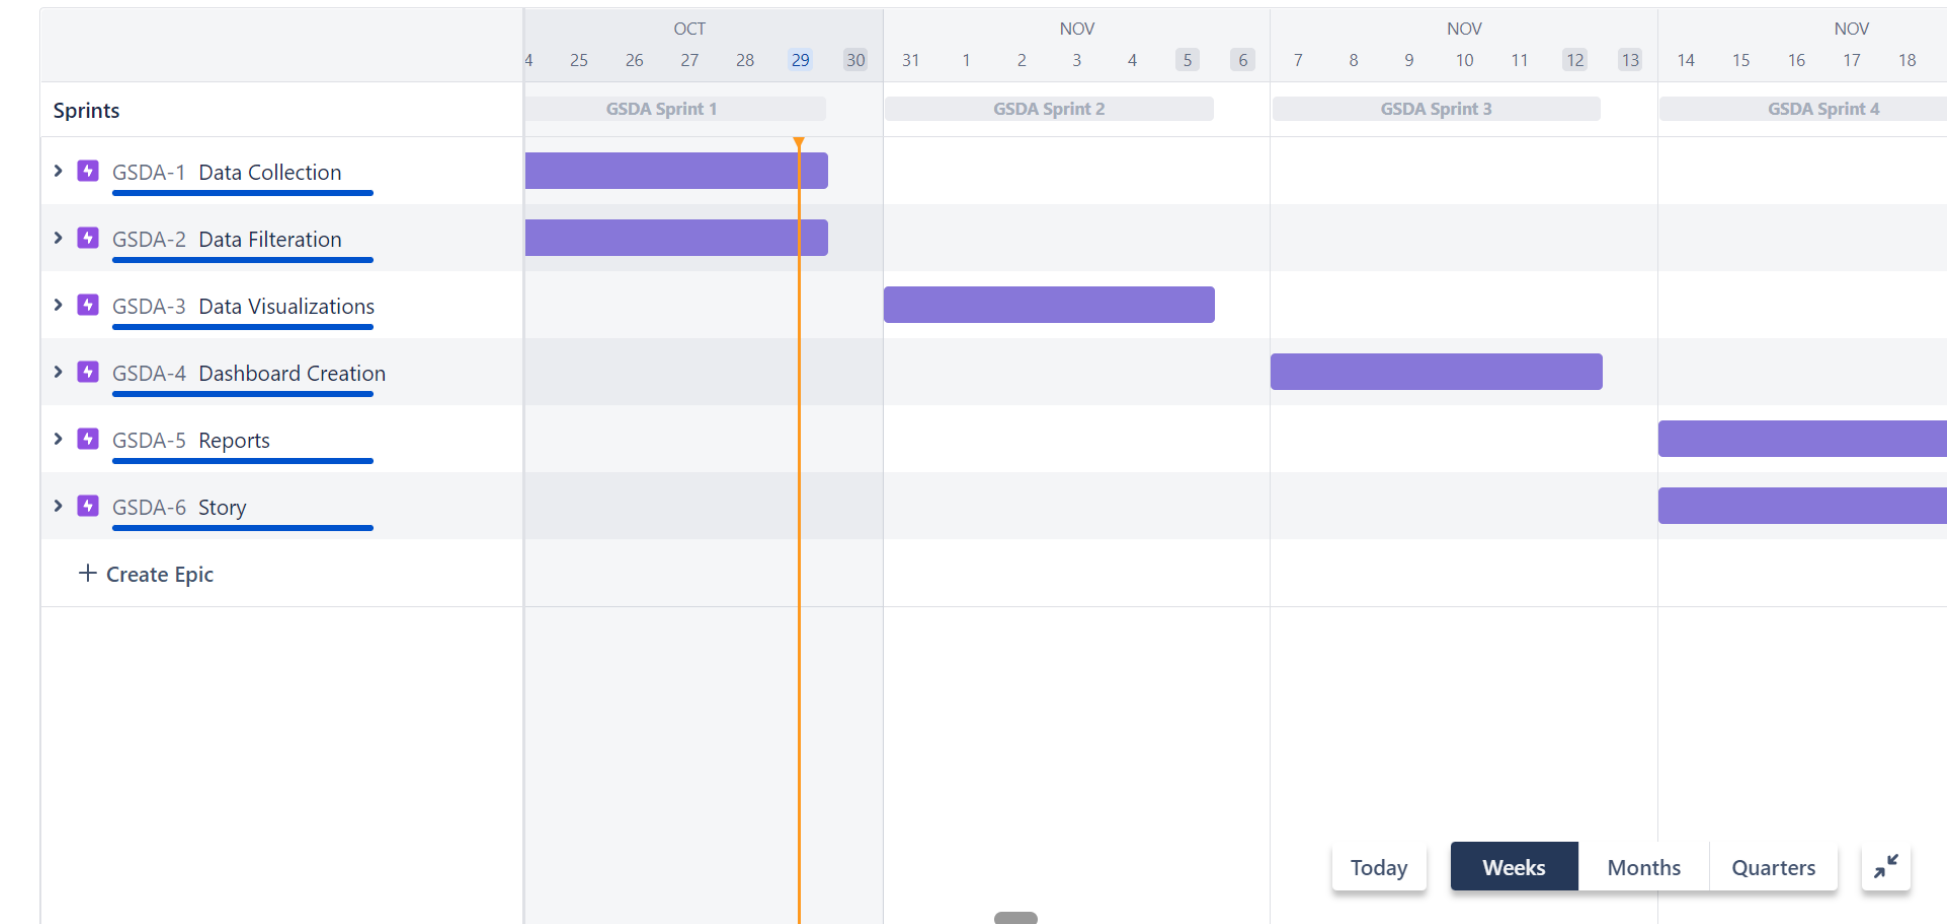 OCT NOV NOV NOV
4 25 26 27 28 29 30 31 1 2 3 4 5 6 7 8 9 10 11 12 13 14 15 16 17 18
Sprints GSDA Sprint 1 GSDA Sprint 2 GSDA Sprint 3 GSDA Sprint 4
GSDA-1 Data Collection
GSDA-2 Data Filteration
GSDA-3 Data Visualizations
GSDA-4 Dashboard Creation
GSDA-5 Reports
GSDA-6 Story
+ Create Epic
Today Weeks Months Quarters